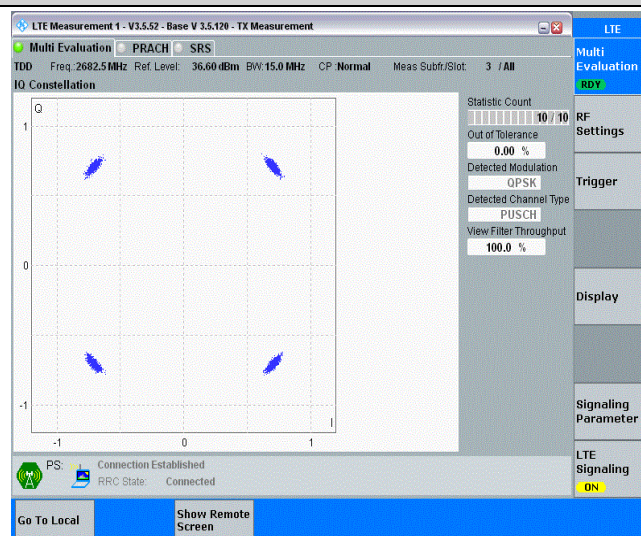 LTE Measurement 1 - V3.5.52 - Base V 3.5.120 - TX Measurement
LTE
Multi Evaluation PRACH SRS
TDD Freq.:2682.5 MHz Ref. Level: 36.60 dBm BW:15.0 MHz CP :Normal Meas Subfr./Slot: 3 / All
IQ Constellation
Q
1
0
-1
-1 0 1
I
Statistic Count
10 / 10
Out of Tolerance
0.00 %
Detected Modulation
QPSK
Detected Channel Type
PUSCH
View Filter Throughput
100.0 %
Multi
Evaluation
RDY
RF
Settings
Trigger
Display
Signaling
Parameter
LTE
Signaling
ON
PS: Connection Established
RRC State: Connected
Go To Local
Show Remote
Screen